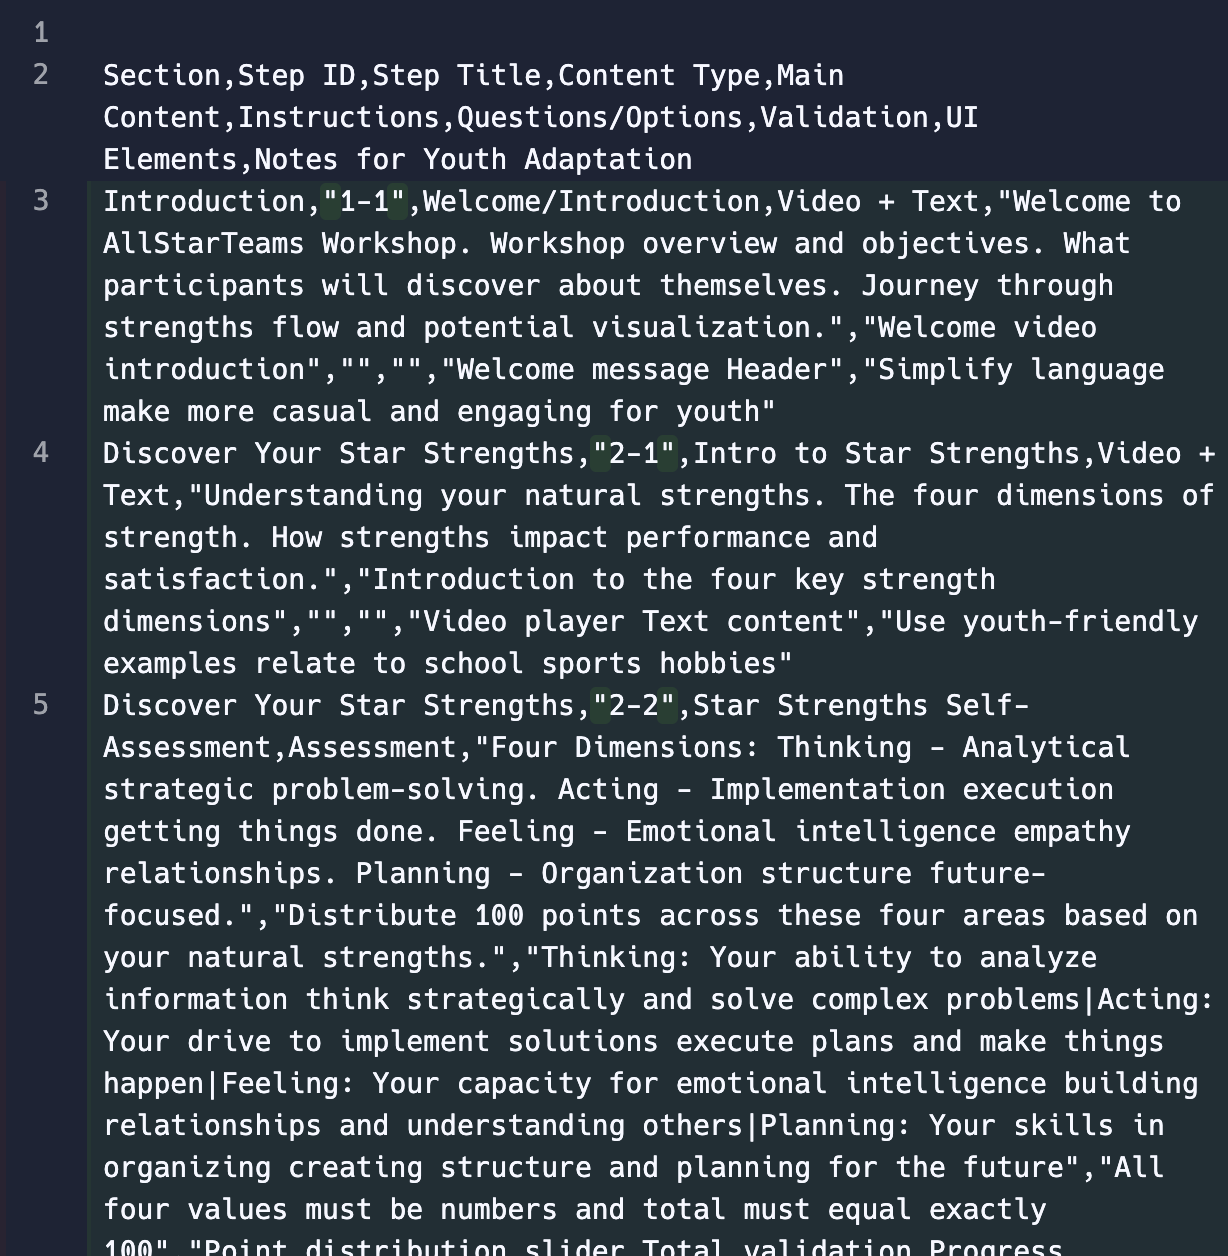 1
2 Section,Step ID,Step Title,Content Type,Main
Content,Instructions,Questions/Options,Validation,UI
Elements,Notes for Youth Adaptation
3 Introduction,"1-1",Welcome/Introduction,Video + Text,"Welcome to
AllStarTeams Workshop. Workshop overview and objectives. What
participants will discover about themselves. Journey through
strengths flow and potential visualization.","Welcome video
introduction","","","Welcome message Header","Simplify language
make more casual and engaging for youth"
4 Discover Your Star Strengths,"2-1",Intro to Star Strengths,Video +
Text,"Understanding your natural strengths. The four dimensions of
strength. How strengths impact performance and
satisfaction.","Introduction to the four key strength
dimensions","","","Video player Text content","Use youth-friendly
examples relate to school sports hobbies"
5 Discover Your Star Strengths,"2-2",Star Strengths Self-
Assessment,Assessment,"Four Dimensions: Thinking - Analytical
strategic problem-solving. Acting - Implementation execution
getting things done. Feeling - Emotional intelligence empathy
relationships. Planning - Organization structure future-
focused.","Distribute 100 points across these four areas based on
your natural strengths.","Thinking: Your ability to analyze
information think strategically and solve complex problems|Acting:
Your drive to implement solutions execute plans and make things
happen|Feeling: Your capacity for emotional intelligence building
relationships and understanding others|Planning: Your skills in
organizing creating structure and planning for the future","All
four values must be numbers and total must equal exactly
100","Point distribution slider Total validation Progress